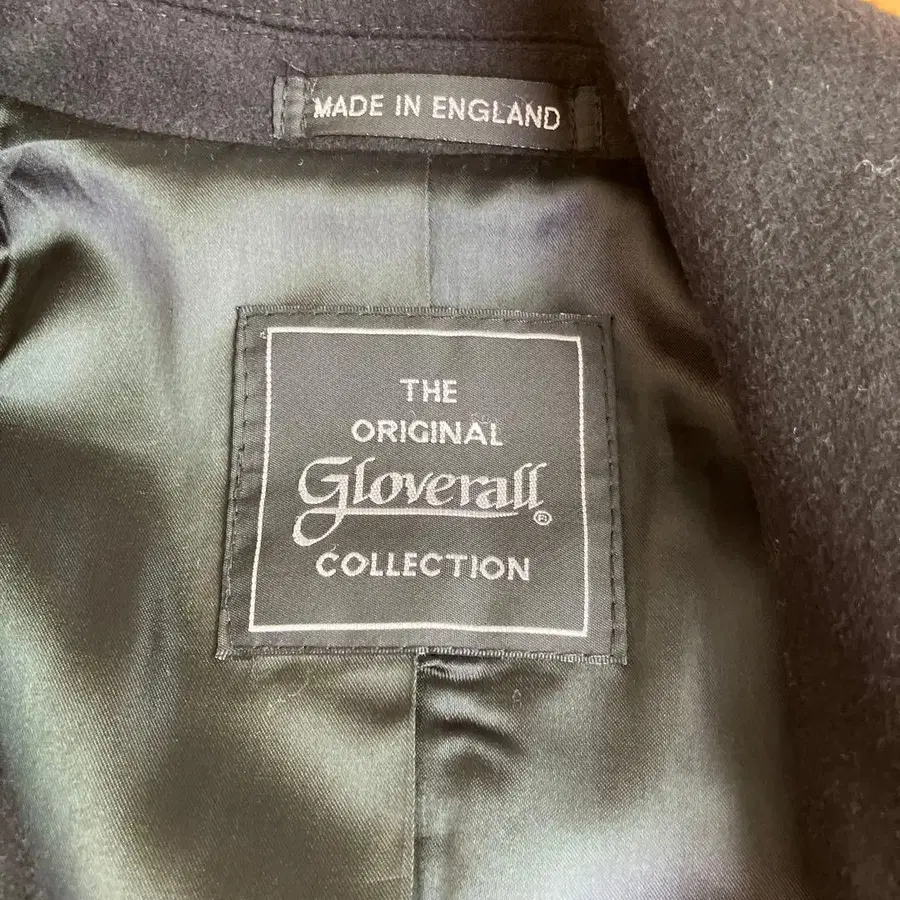 MADE IN ENGLAND
THE
ORIGINAL
Gloverall ®
COLLECTION